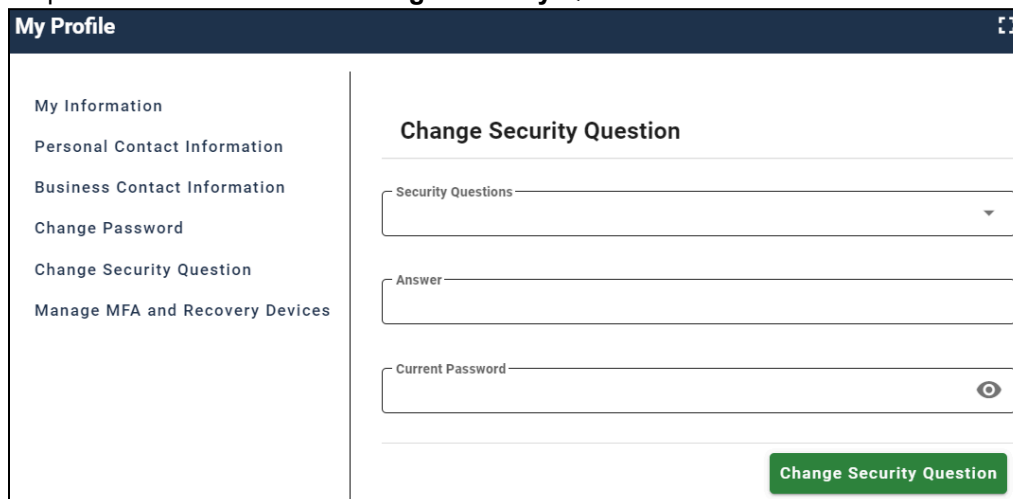 My Profile
My Information
Personal Contact Information
Business Contact Information
Change Password
Change Security Question
Manage MFA and Recovery Devices
Change Security Question
Security Questions
Answer
Current Password
Change Security Question